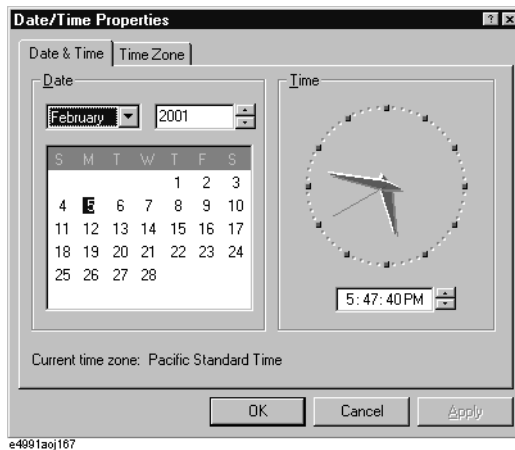 Date/Time Properties
Date & Time
Time Zone
Date
Time
February
2001
S M T W T F S
1 2 3
4 5 6 7 8 9 10
11 12 13 14 15 16 17
18 19 20 21 22 23 24
25 26 27 28
5:47:40 PM
Current time zone: Pacific Standard Time
OK
Cancel
Apply
e4991aoj167